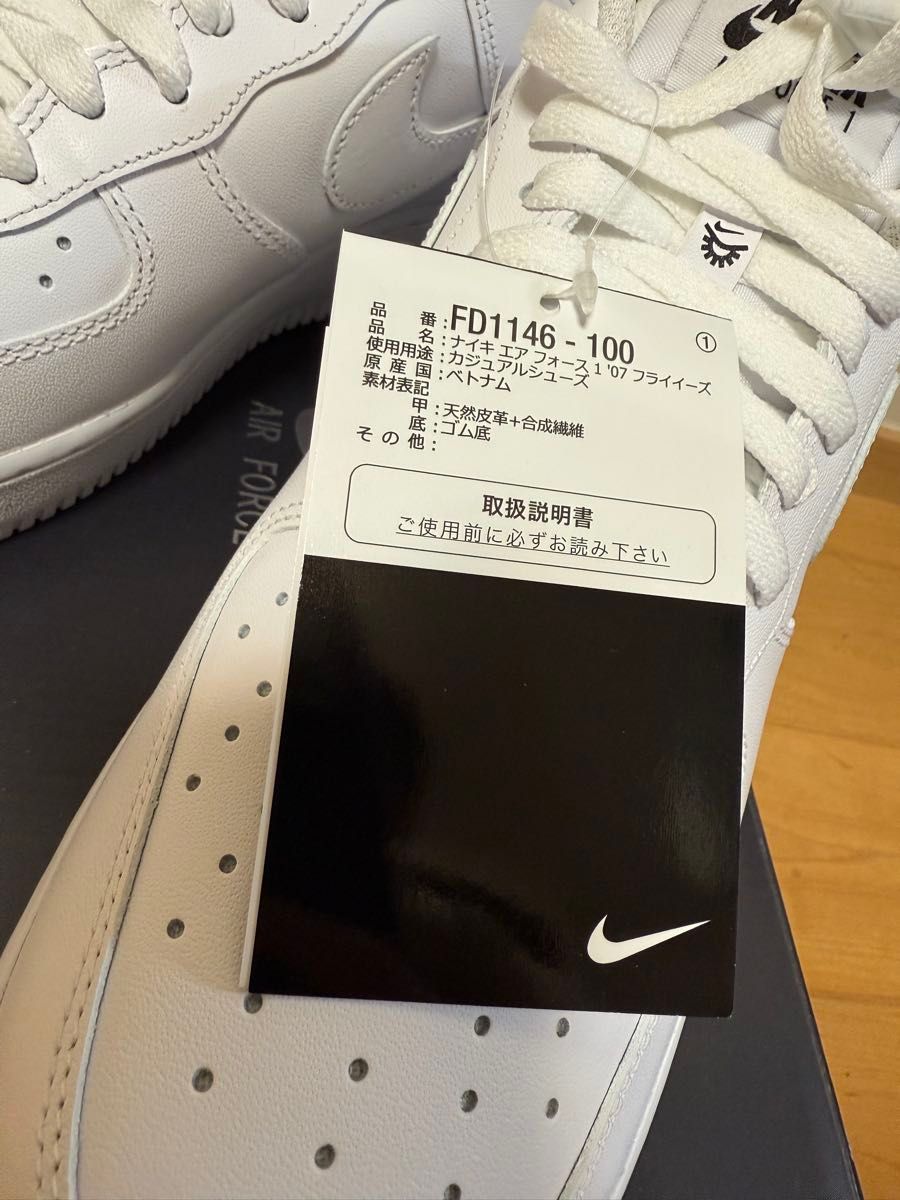 FD1146 - 100
①
品番:
品名:ナイキ エア フォース 1 '07 フライイーズ
使用用途:カジュアルシューズ
原産国:ベトナム
素材表記
甲:天然皮革+合成繊維
底:ゴム底
その他:
取扱説明書
ご使用前に必ずお読み下さい
AIR FORCE